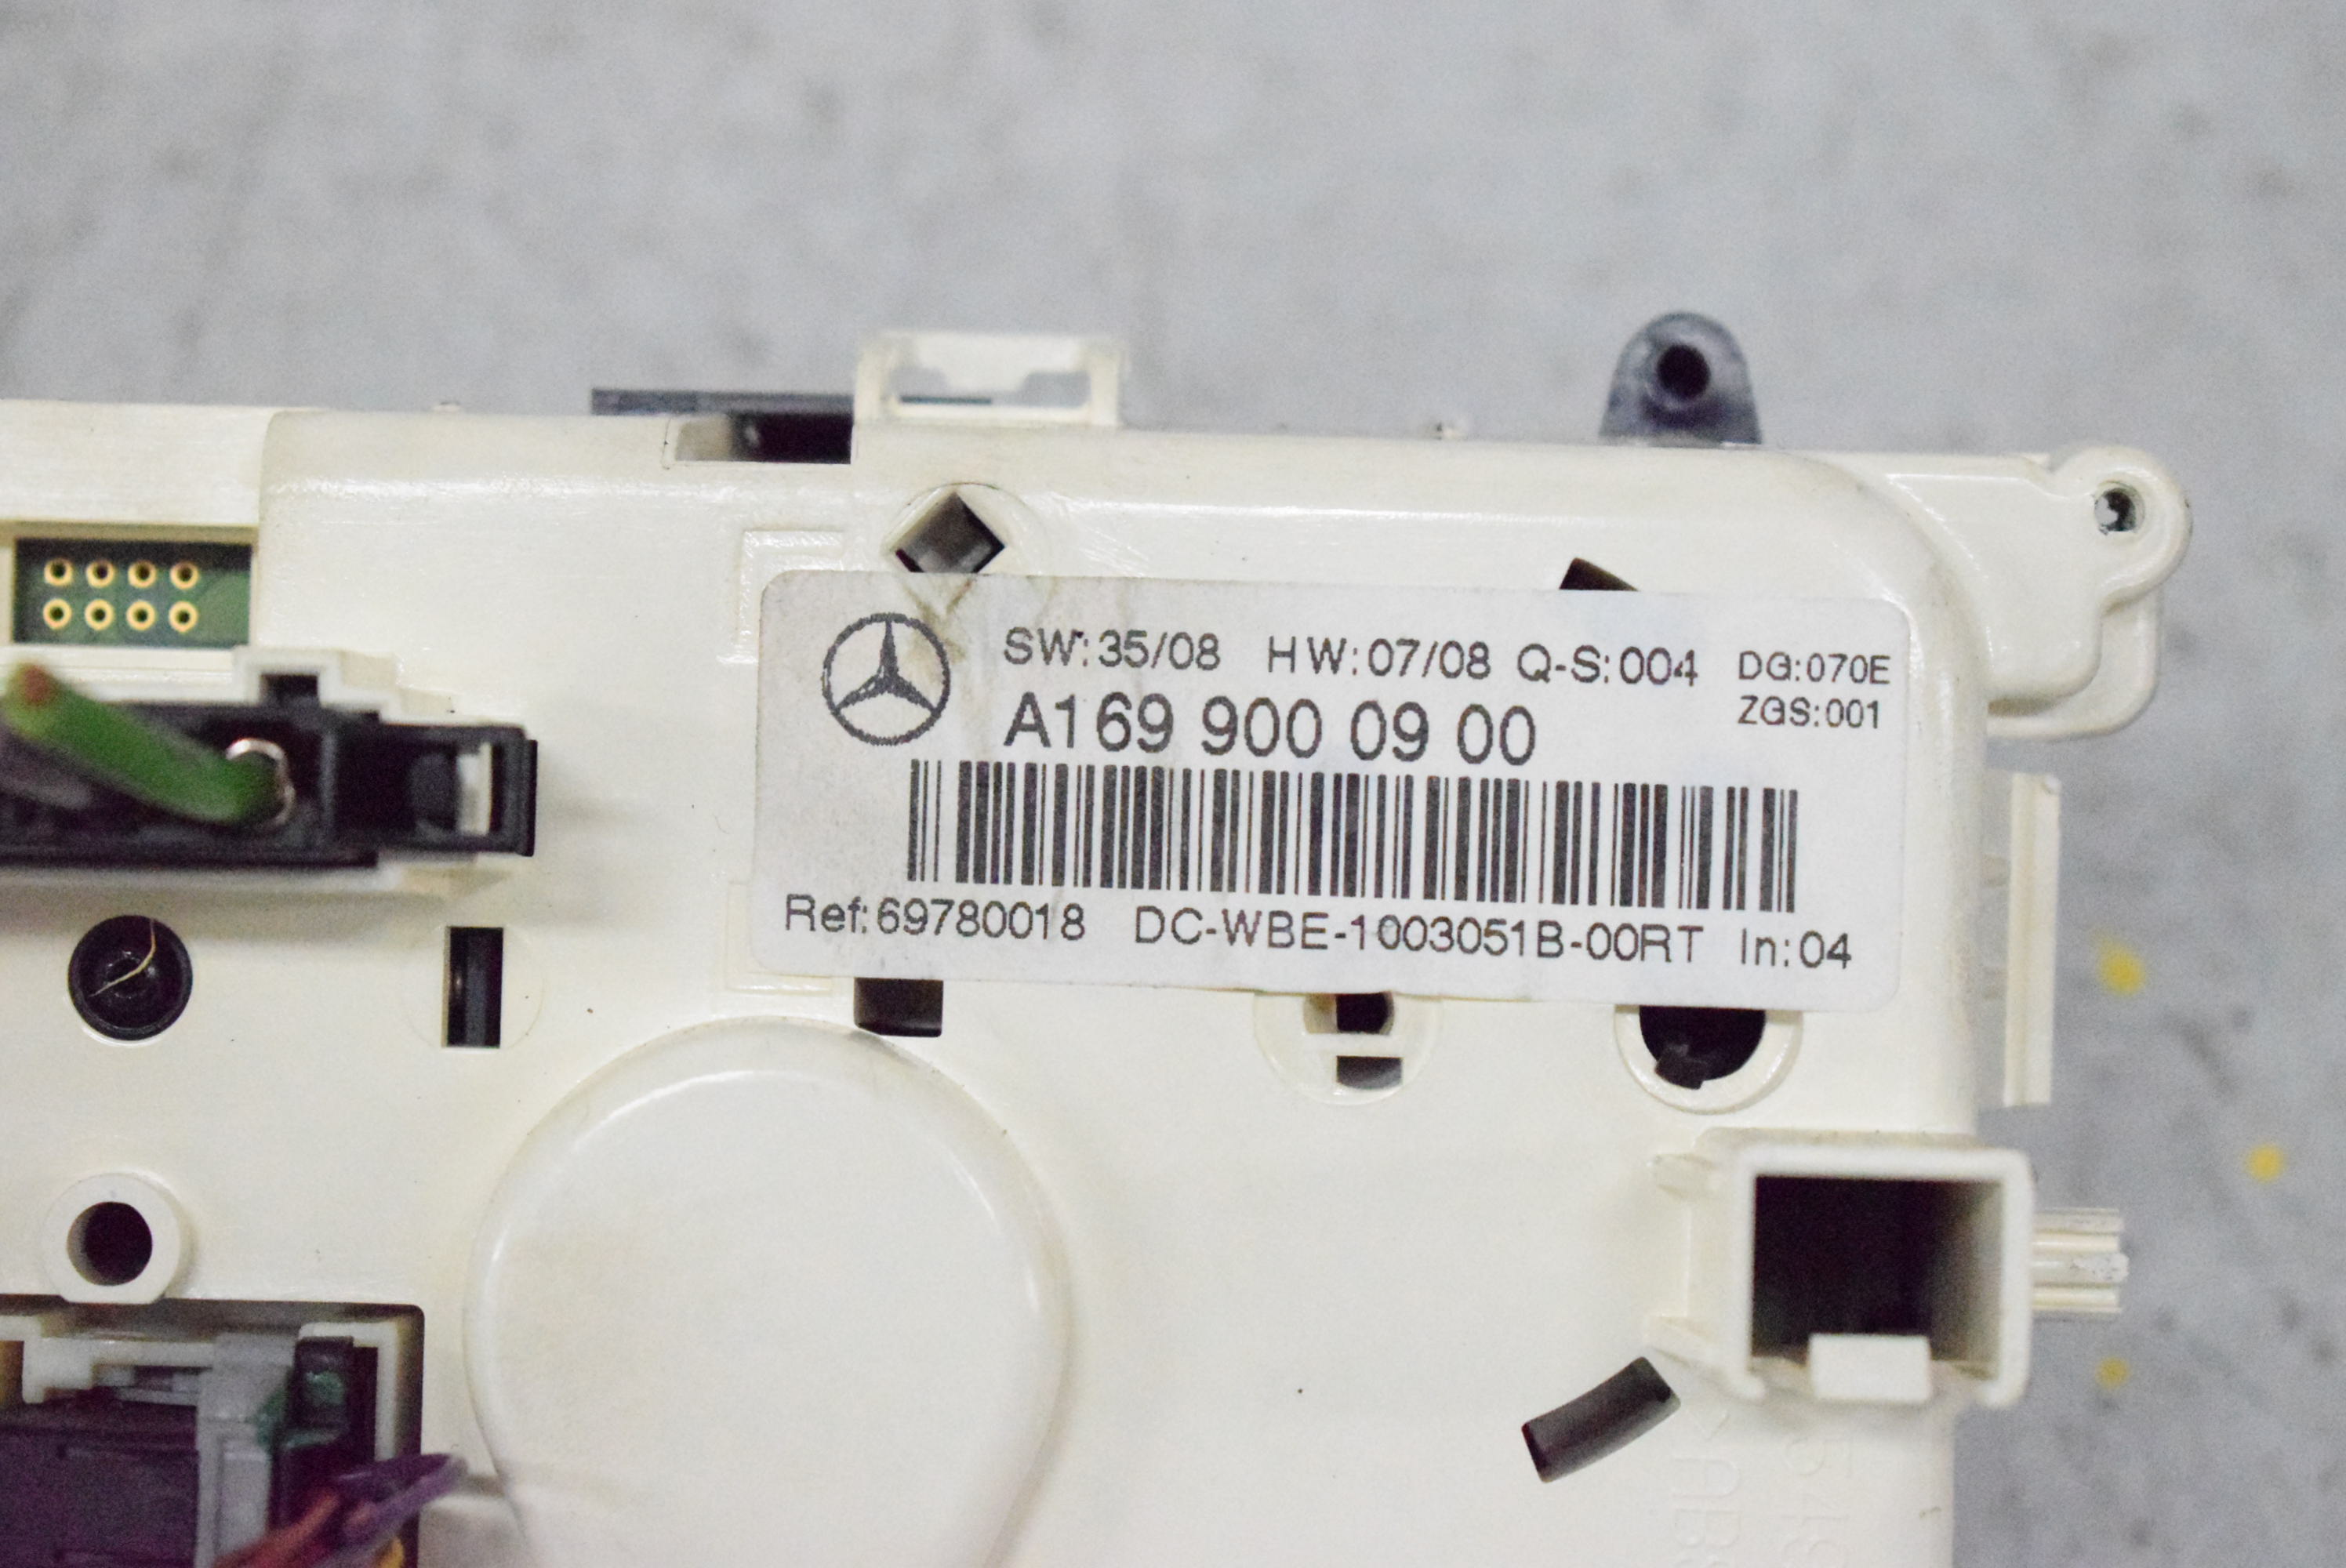 SW:35/08 HW:07/08 Q-S:004 DG:070E
A169 900 09 00 ZGS:001
Ref:69780018 DC-WBE-1003051B-00RT In:04